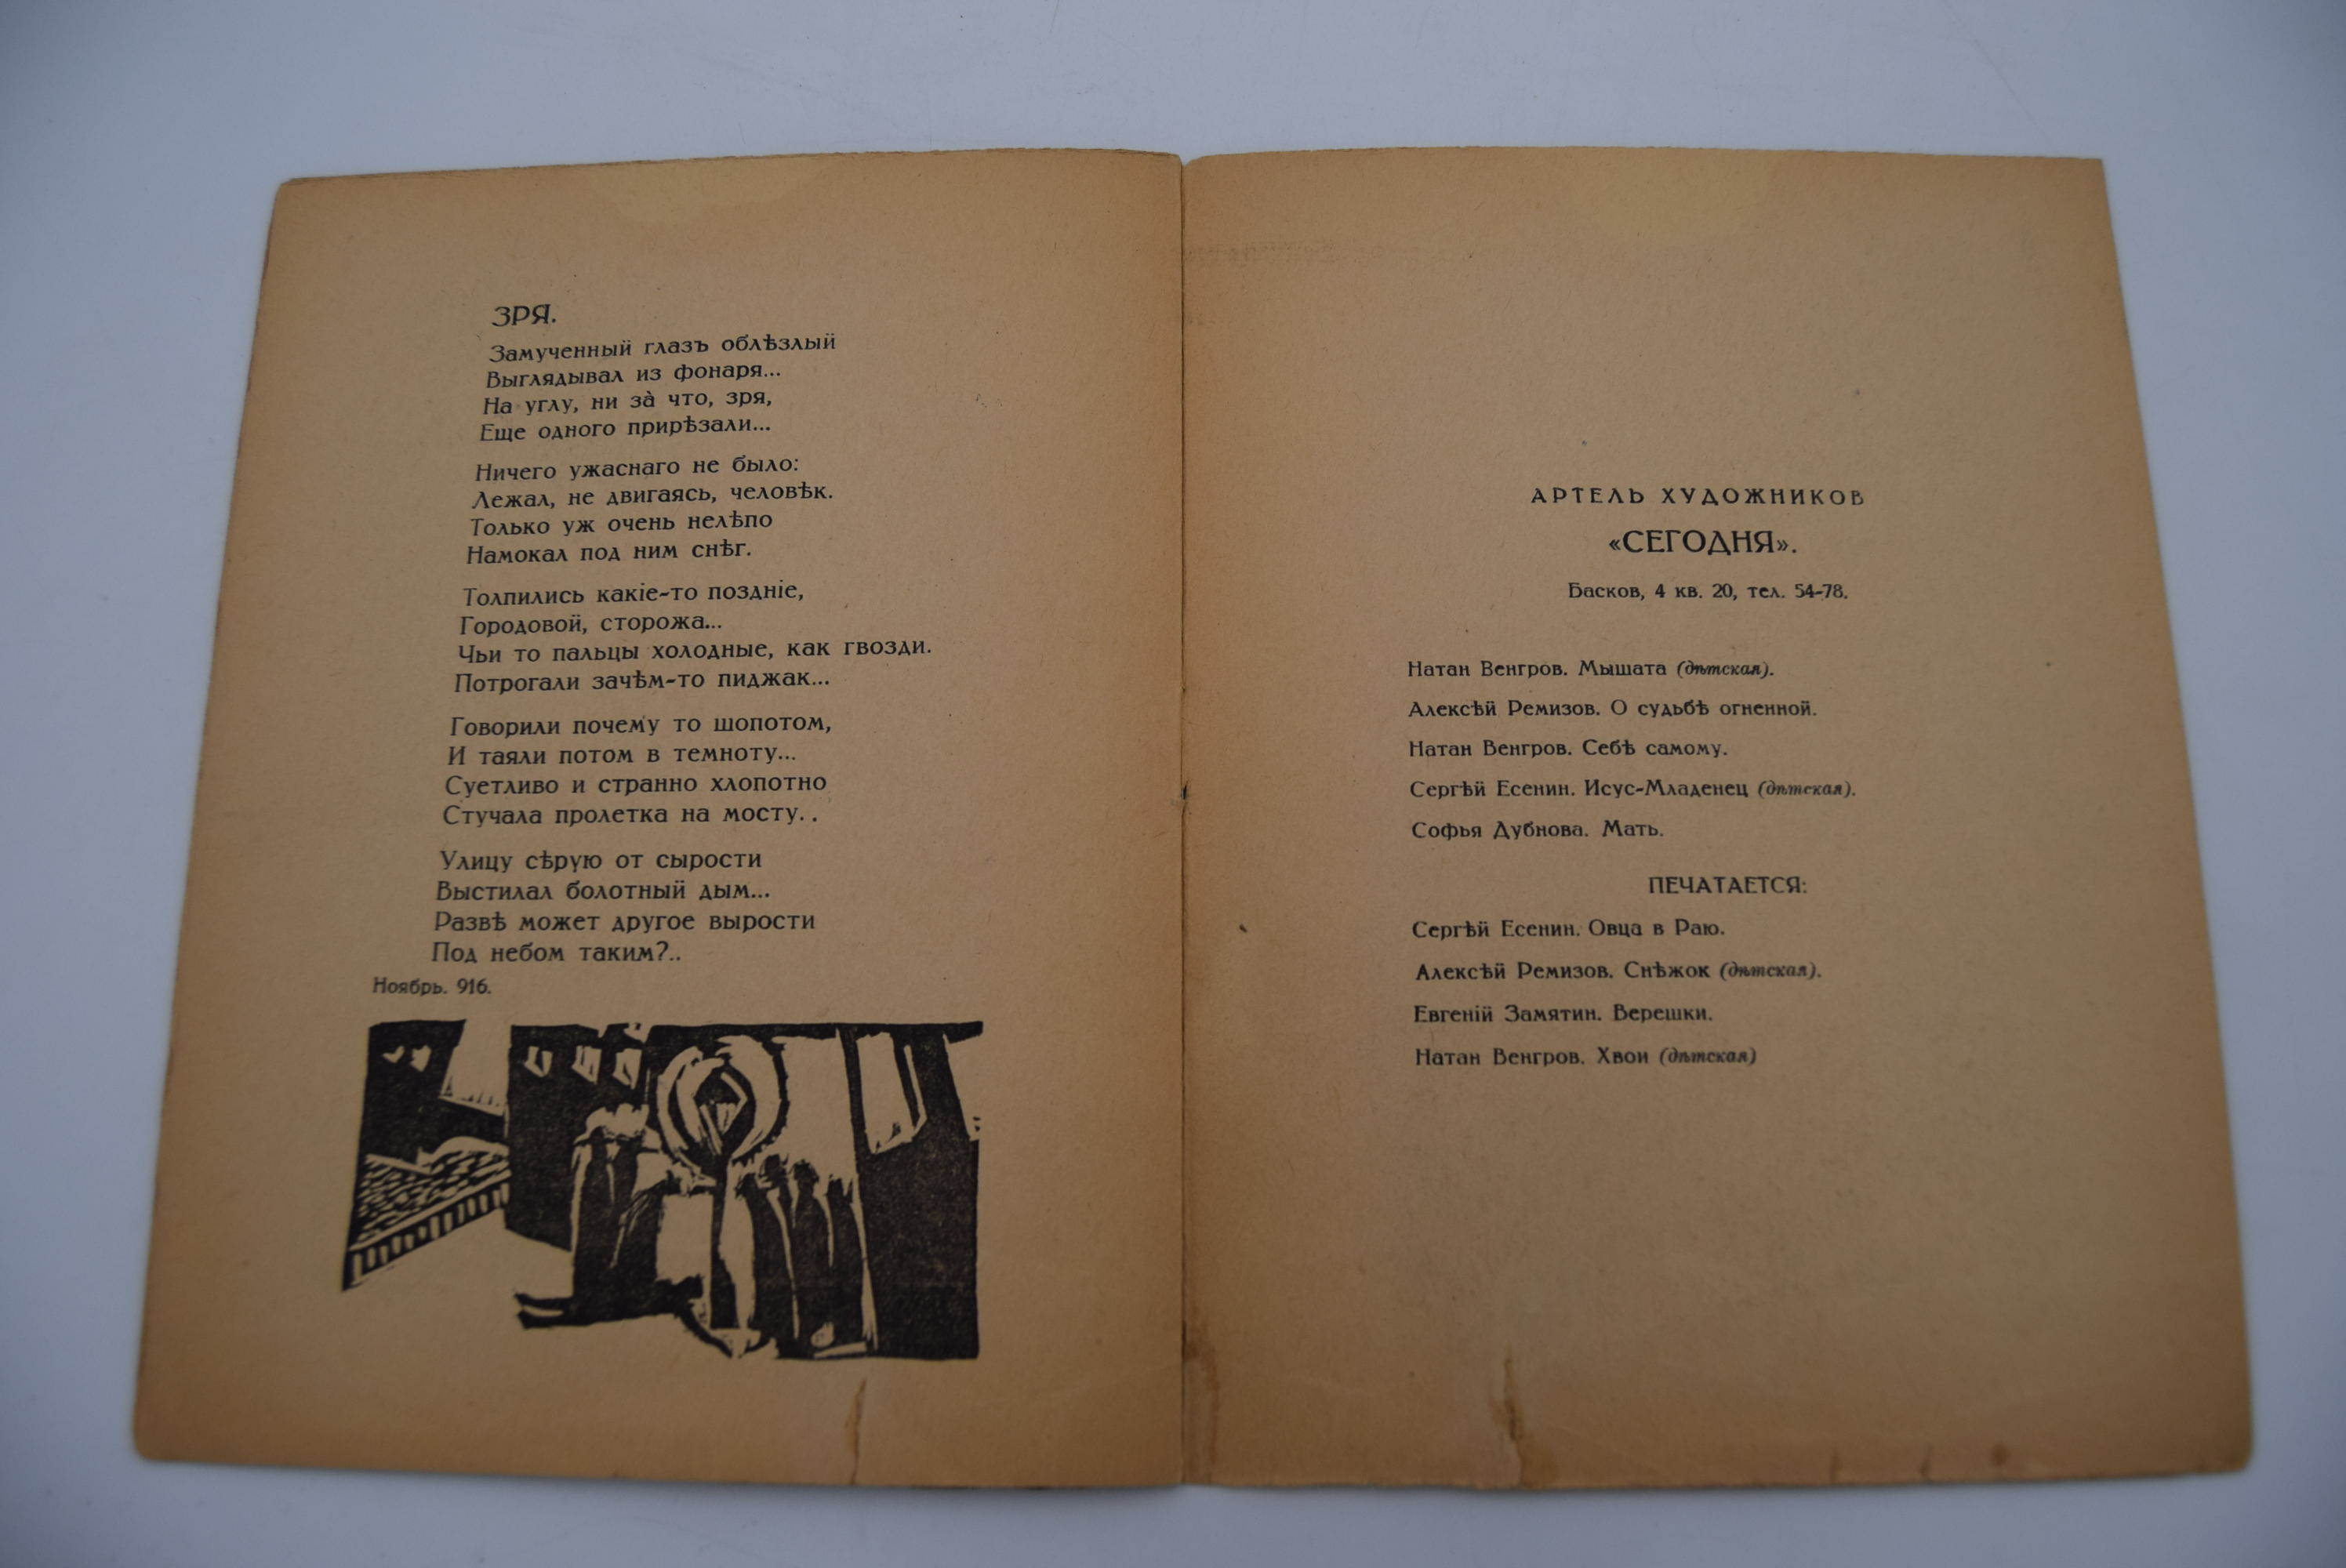 ЗРЯ.
Замученный глазъ облѣзлый
Выглядывал из фонаря...
На углу, ни за̀ что, зря,
Еще одного прирѣзали...
Ничего ужаснаго не было:
Лежал, не двигаясь, человѣк.
Только уж очень нелѣпо
Намокал под ним снѣг.
Толпились какіе-то поздніе,
Городовой, сторожа...
Чьи то пальцы холодные, как гвозди.
Потрогали зачѣм-то пиджак...
Говорили почему то шопотом,
И таяли потом в темноту...
Суетливо и странно хлопотно
Стучала пролетка на мосту. .
Улицу сѣрую от сырости
Выстилал болотный дым...
Развѣ может другое вырости
Под небом таким?..
Ноябрь. 916.
АРТЕЛЬ ХУДОЖНИКОВ
«СЕГОДНЯ».
Басков, 4 кв. 20, тел. 54-78.
Натан Венгров. Мышата (дѣтская).
Алексѣй Ремизов. О судьбѣ огненной.
Натан Венгров. Себѣ самому.
Сергѣй Есенин. Исус-Младенец (дѣтская).
Софья Дубнова. Мать.
ПЕЧАТАЕТСЯ:
Сергѣй Есенин. Овца в Раю.
Алексѣй Ремизов. Снѣжок (дѣтская).
Евгеній Замятин. Верешки.
Натан Венгров. Хвои (дѣтская)